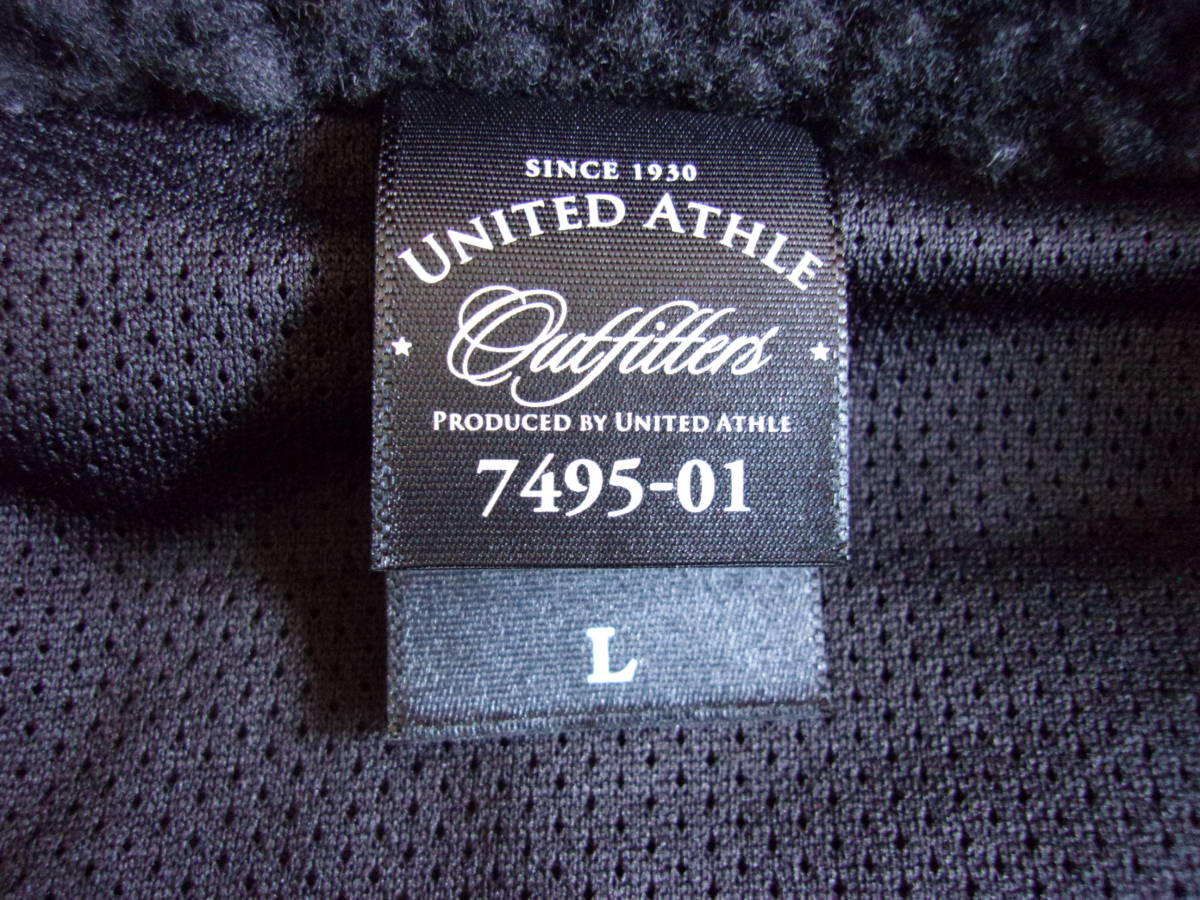 SINCE 1930
UNITED ATHLE
Outfitters
PRODUCED BY UNITED ATHLE
7495-01
L